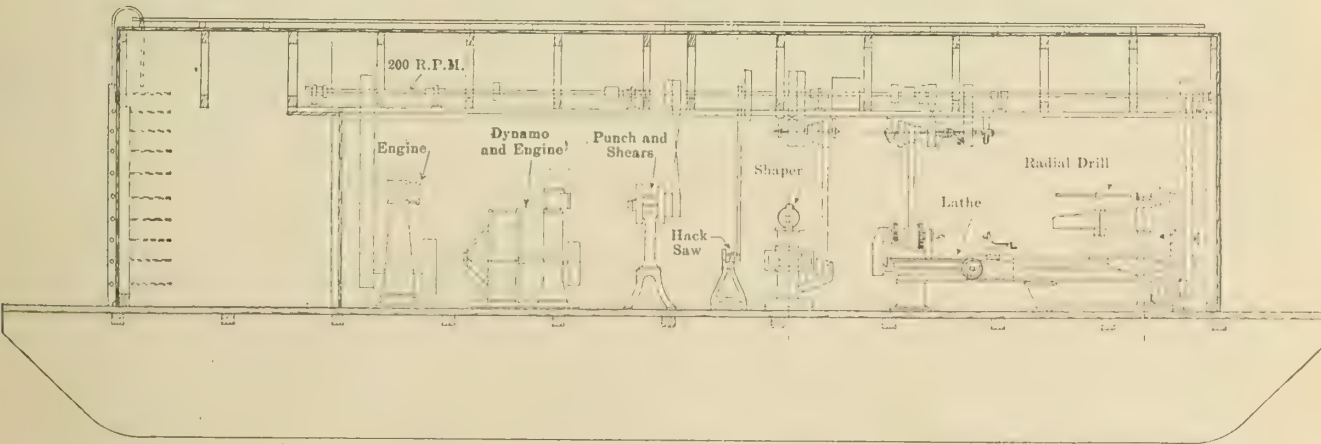 200 R.P.M.
Engine
Dynamo
and Engine
Punch and
Shears
Hack
Saw
Shaper
Lathe
Radial Drill